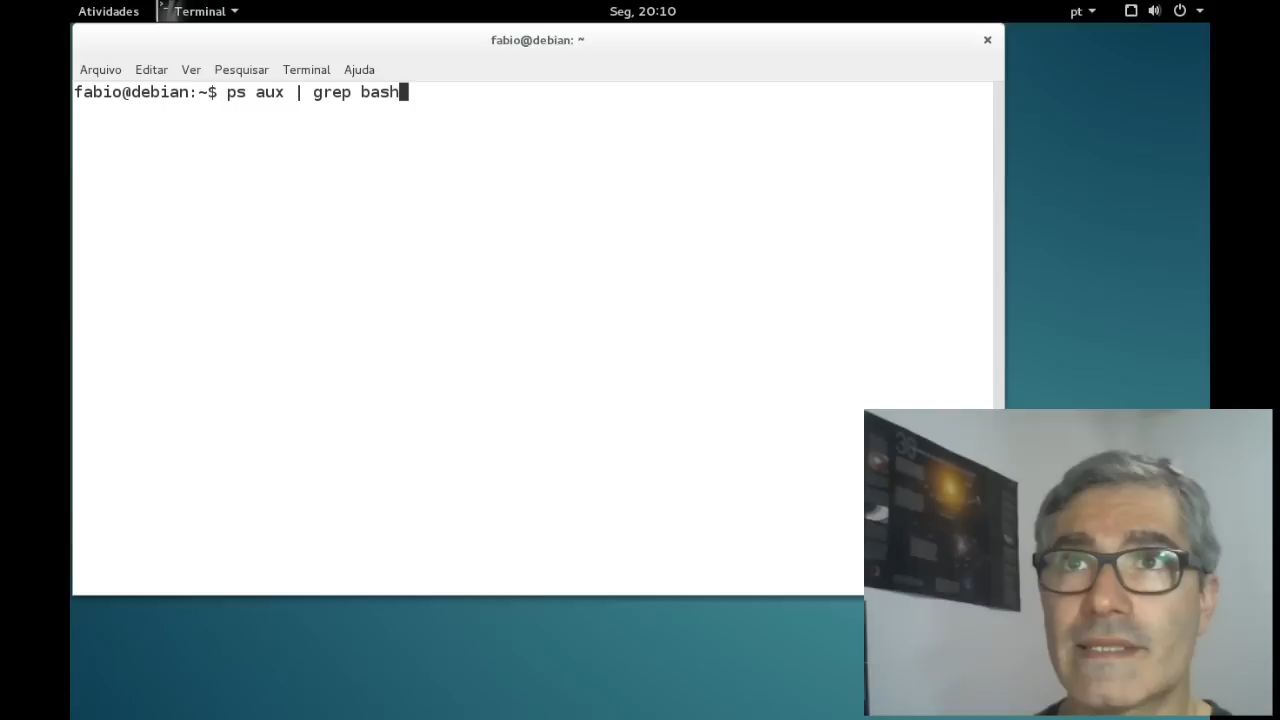 Atividades Terminal Seg, 20:10 pt
fabio@debian: ~
Arquivo Editar Ver Pesquisar Terminal Ajuda
fabio@debian:~$ ps aux | grep bash